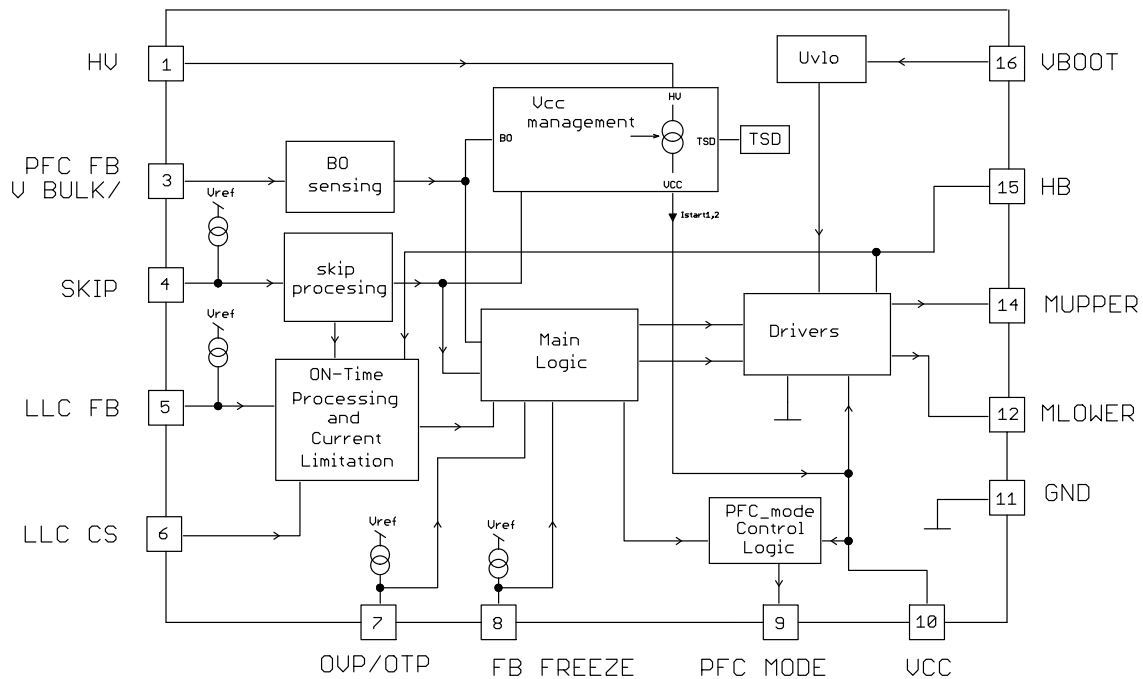 HV
1
Uvlo
16
VBOOT
Vcc
management
HV
BO
TSD
TSD
VCC
PFC FB
V BULK/
3
BO
sensing
Vref
15
HB
Istart1,2
SKIP
4
skip
procesing
Vref
Main
Logic
Drivers
14
MUPPER
LLC FB
5
ON-Time
Processing
and
Current
Limitation
12
MLOWER
11
GND
LLC CS
6
Vref
Vref
PFC_mode
Control
Logic
7
8
9
10
OVP/OTP
FB FREEZE
PFC MODE
VCC